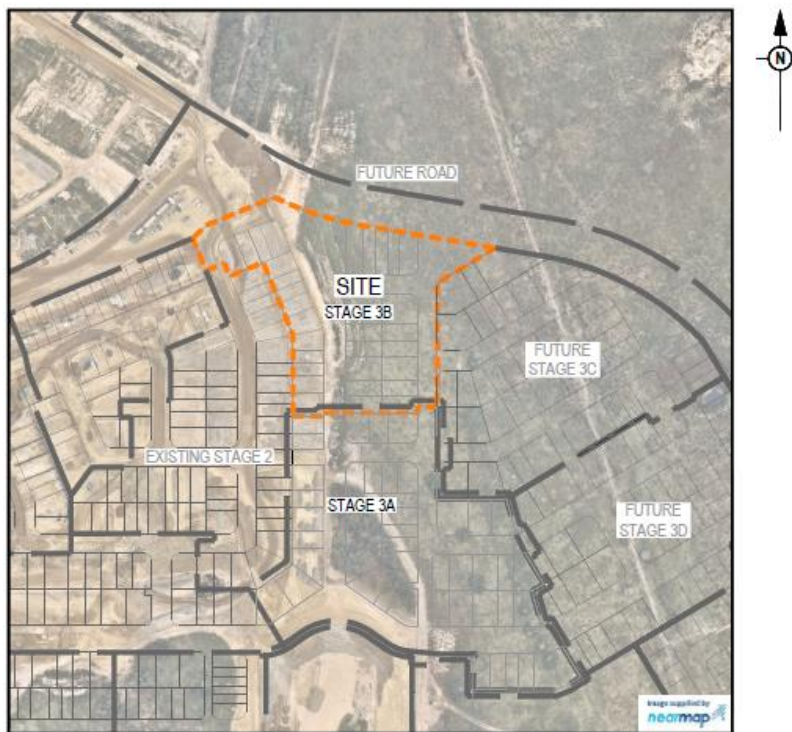 N
FUTURE ROAD
SITE
STAGE 3B
FUTURE
STAGE 3C
EXISTING STAGE 2
STAGE 3A
FUTURE
STAGE 3D
Image supplied by
nearmap